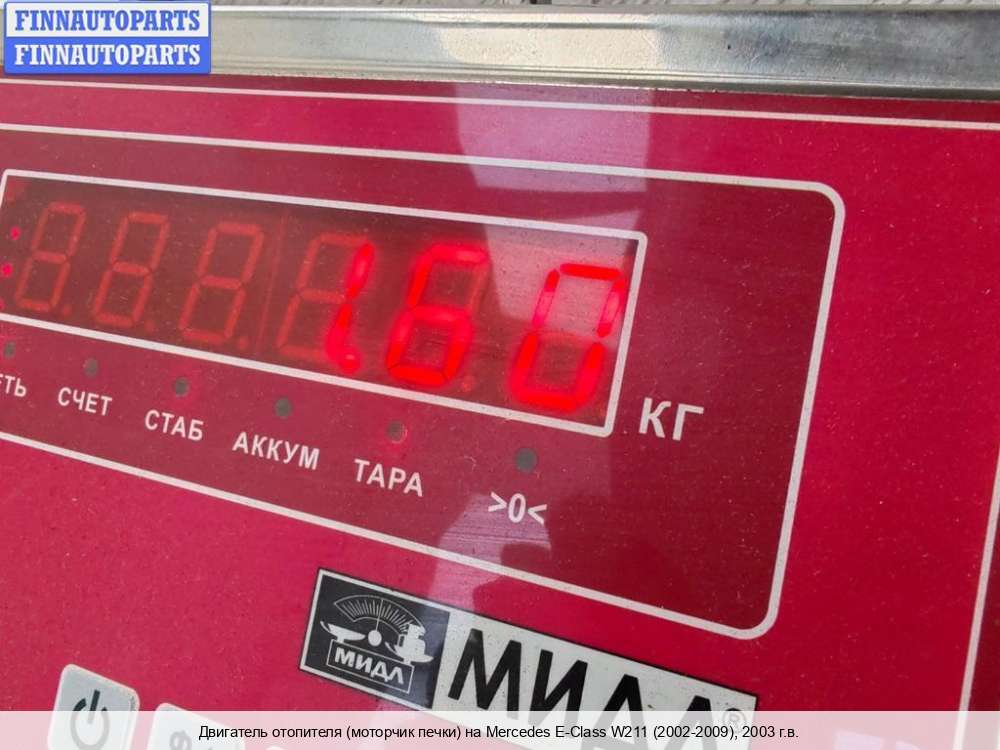 FINNAUTOPARTS
FINNAUTOPARTS
1.60
КГ
СЧЕТ
СТАБ
АККУМ
ТАРА
>0<
МИДЛ
МИДЛ®
Двигатель отопителя (моторчик печки) на Mercedes E-Class W211 (2002-2009), 2003 г.в.